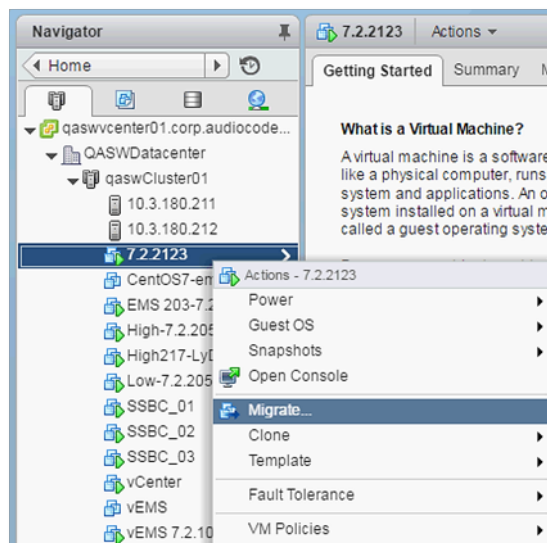 Navigator
Home
qaswvcenter01.corp.audiocode...
QASWDatacenter
qaswCluster01
10.3.180.211
10.3.180.212
7.2.2123
CentOS7-em
EMS 203-7.2
High-7.2.205
High217-LyD
Low-7.2.205
SSBC_01
SSBC_02
SSBC_03
vCenter
vEMS
vEMS 7.2.10
7.2.2123 Actions
Getting Started Summary M
What is a Virtual Machine?
A virtual machine is a software
like a physical computer, runs
system and applications. An o
system installed on a virtual m
called a guest operating syste
Actions - 7.2.2123
Power
Guest OS
Snapshots
Open Console
Migrate...
Clone
Template
Fault Tolerance
VM Policies